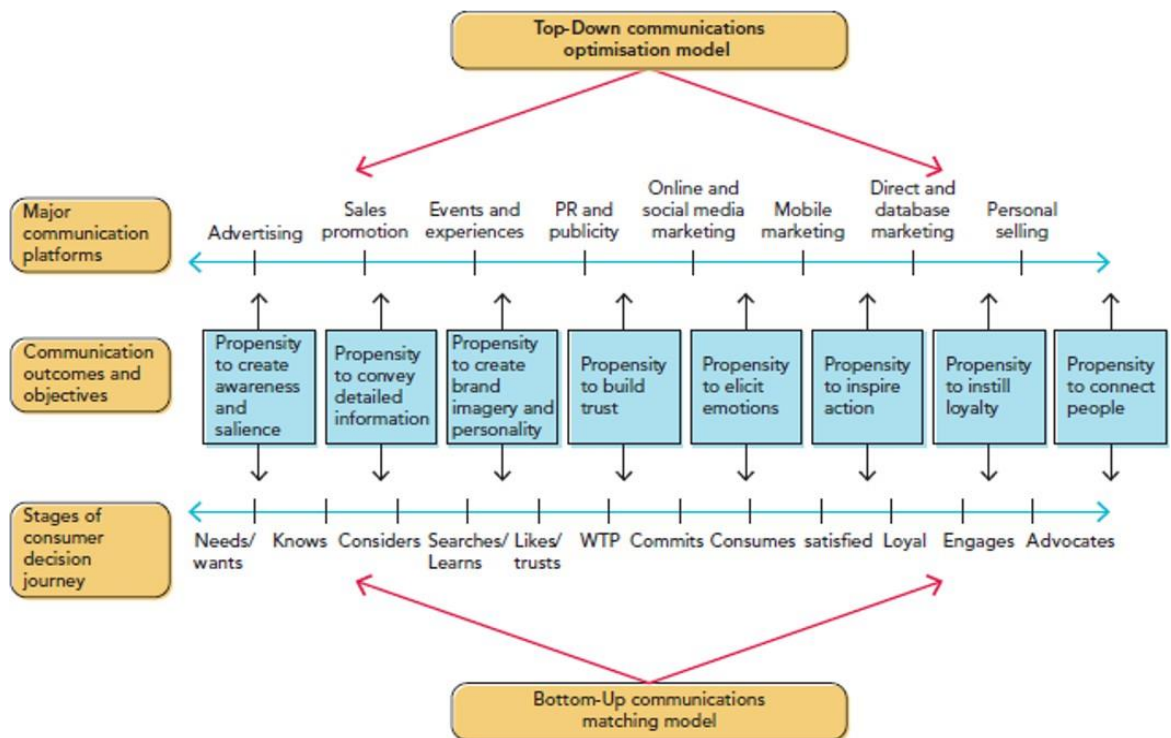 Top-Down communications
optimisation model
Major
communication
platforms
Advertising
Sales
promotion
Events and
experiences
PR and
publicity
Online and
social media
marketing
Mobile
marketing
Direct and
database
marketing
Personal
selling
Communication
outcomes and
objectives
Propensity
to create
awareness
and
salience
Propensity
to convey
detailed
information
Propensity
to create
brand
imagery and
personality
Propensity
to build
trust
Propensity
to elicit
emotions
Propensity
to inspire
action
Propensity
to instill
loyalty
Propensity
to connect
people
Stages of
consumer
decision
journey
Needs/
wants
Knows
Considers
Searches/
Learns
Likes/
trusts
WTP
Commits
Consumes
satisfied
Loyal
Engages
Advocates
Bottom-Up communications
matching model